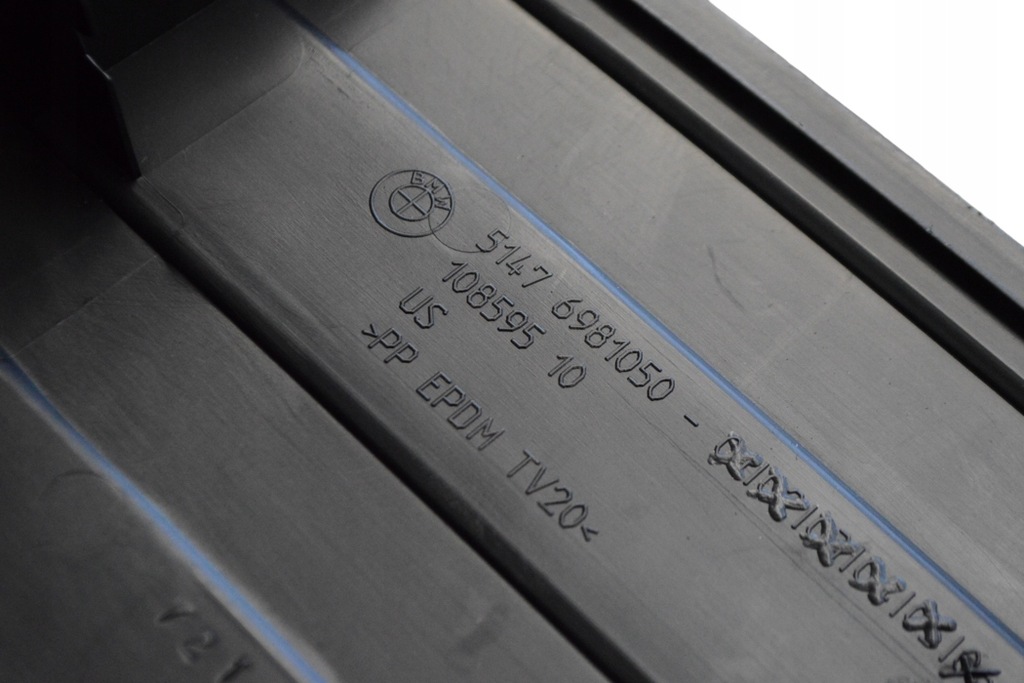 BMW
5147 6981050 -
108595 10
US
>PP EPDM TV20<